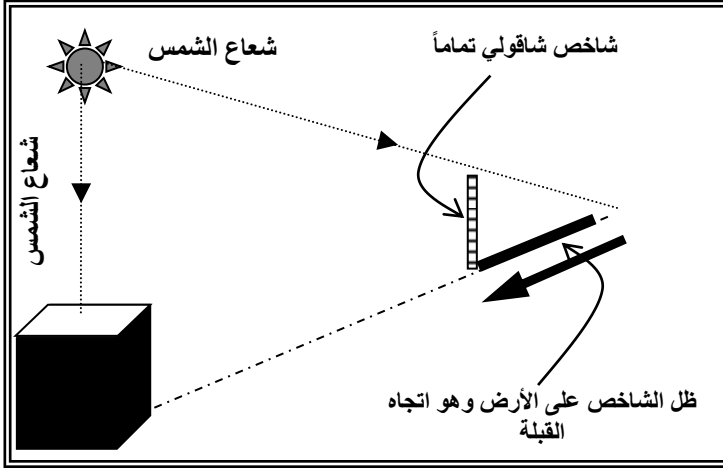 شاخص شاقولي تماماً
شعاع الشمس
شعاع الشمس
ظل الشاخص على الأرض وهو اتجاه
القبلة